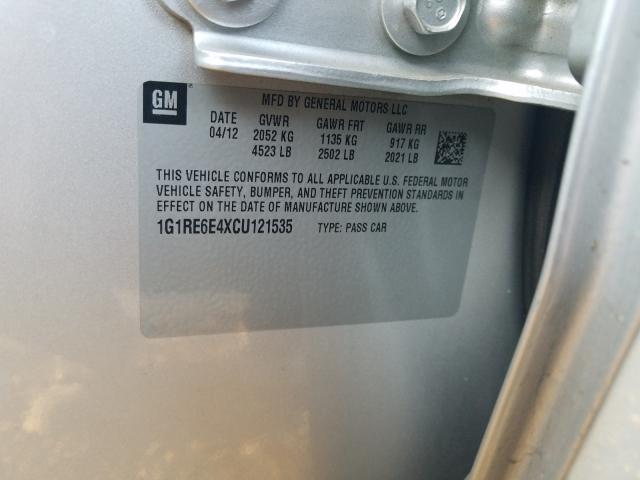 GM
MFD BY GENERAL MOTORS LLC
DATE GVWR GAWR FRT GAWR RR
04/12 2052 KG 1135 KG 917 KG
4523 LB 2502 LB 2021 LB
THIS VEHICLE CONFORMS TO ALL APPLICABLE U.S. FEDERAL MOTOR
VEHICLE SAFETY, BUMPER, AND THEFT PREVENTION STANDARDS IN
EFFECT ON THE DATE OF MANUFACTURE SHOWN ABOVE.
1G1RE6E4XCU121535 TYPE: PASS CAR